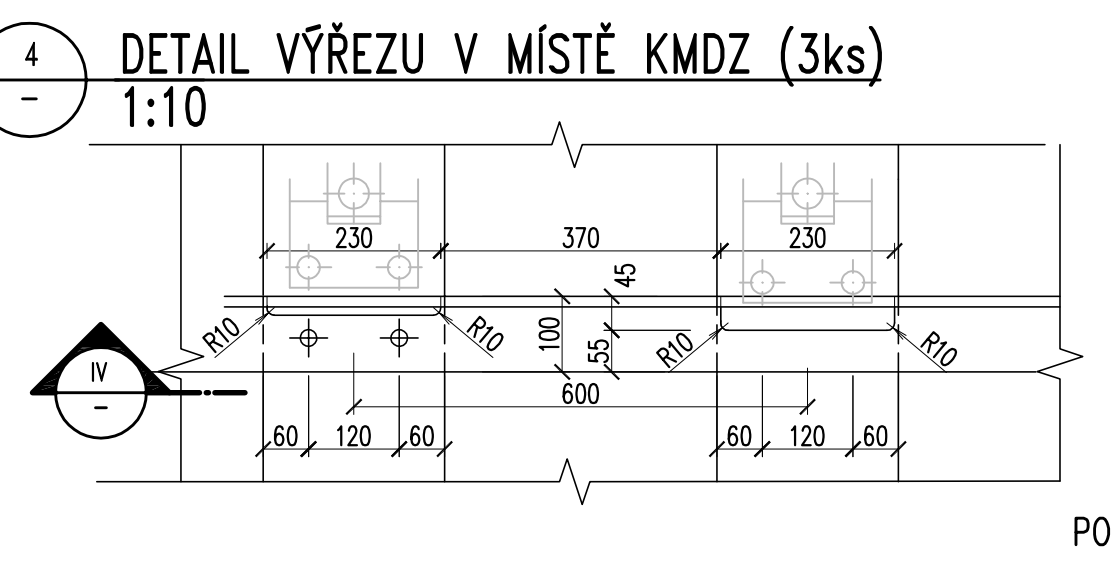 4
DETAIL VÝŘEZU V MÍSTĚ KMDZ (3ks)
–
1:10
230 370 230
45
R10 R10 100 55 R10 R10
IV
–
600
60 120 60 60 120 60
PO